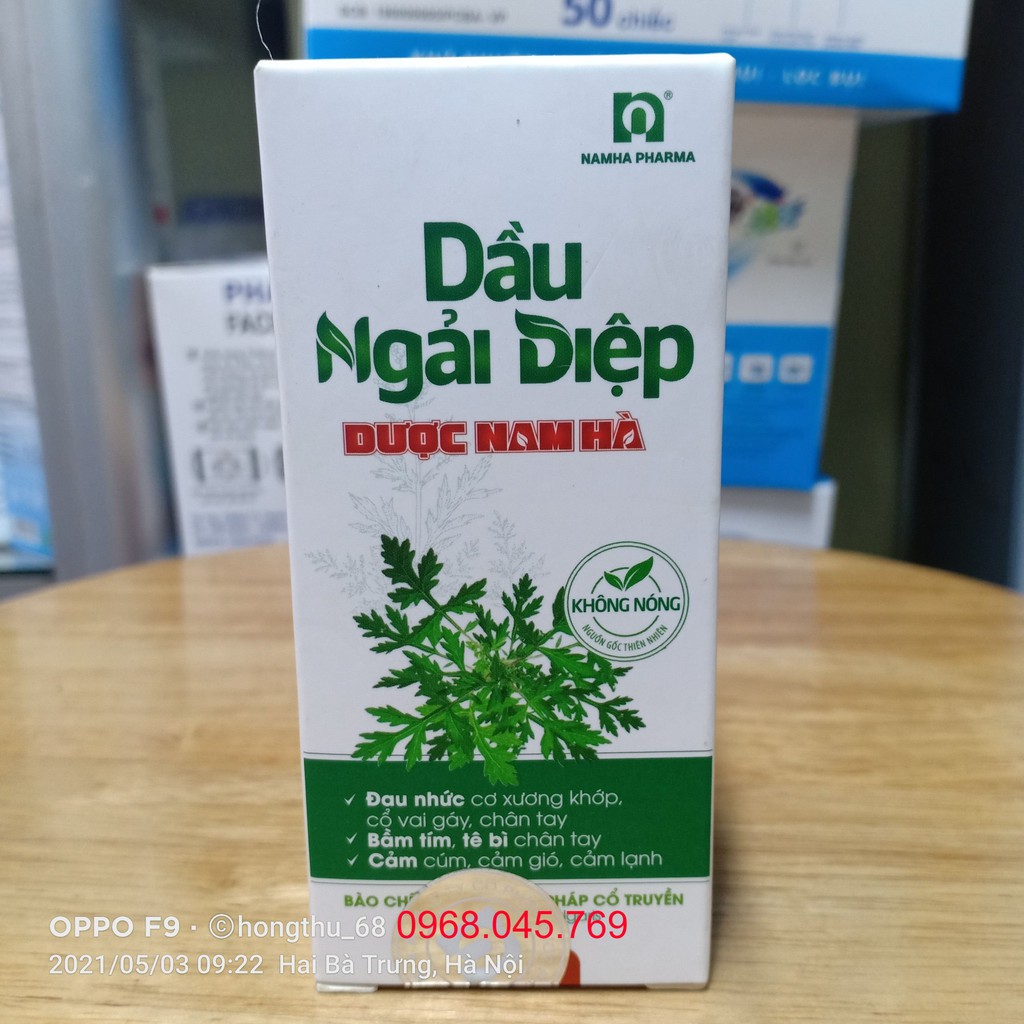 50 chiếc
NAMHA PHARMA
Dầu
Ngải Diệp
DƯỢC NAM HÀ
KHÔNG NÓNG
NGUỒN GỐC THIÊN NHIÊN
Đau nhức cơ xương khớp,
cổ vai gáy, chân tay
Bầm tím, tê bì chân tay
Cảm cúm, cảm gió, cảm lạnh
BÀO CHẾ PHÁP CỔ TRUYỀN
OPPO F9 · ©hongthu_68 0968.045.769
2021/05/03 09:22 Hai Bà Trưng, Hà Nội